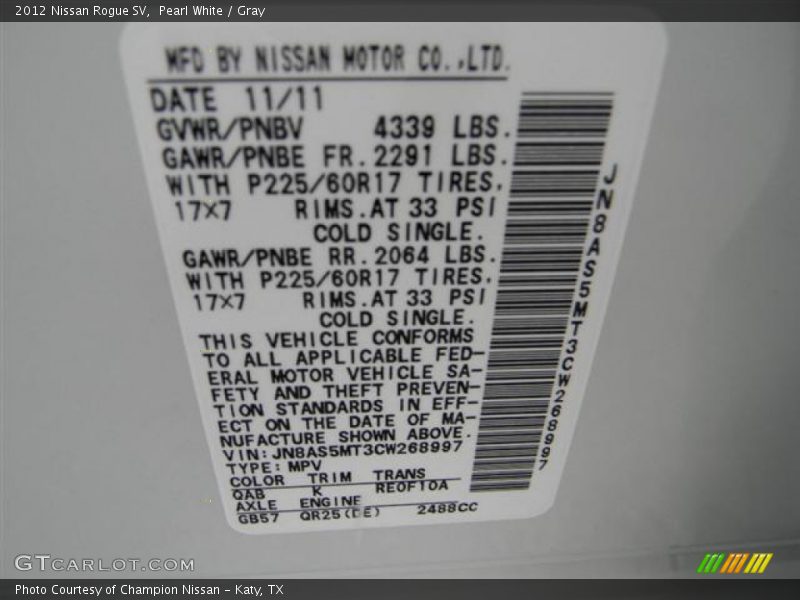 2012 Nissan Rogue SV, Pearl White / Gray
MFD BY NISSAN MOTOR CO.,LTD.
DATE 11/11
GVWR/PNBV 4339 LBS.
GAWR/PNBE FR.2291 LBS.
WITH P225/60R17 TIRES.
17×7 RIMS.AT 33 PSI
COLD SINGLE.
GAWR/PNBE RR.2064 LBS.
WITH P225/60R17 TIRES.
17×7 RIMS.AT 33 PSI
COLD SINGLE.
THIS VEHICLE CONFORMS
TO ALL APPLICABLE FED-
ERAL MOTOR VEHICLE SA-
FETY AND THEFT PREVEN-
TION STANDARDS IN EFF-
ECT ON THE DATE OF MA-
NUFACTURE SHOWN ABOVE.
VIN:JN8AS5MT3CW268997
TYPE:MPV
COLOR TRIM TRANS
QAB K RE0F10A
AXLE ENGINE
GB57 QR25(DE) 2488CC
JN8AS5MT3CW268997
GTCARLOT.COM
Photo Courtesy of Champion Nissan - Katy, TX